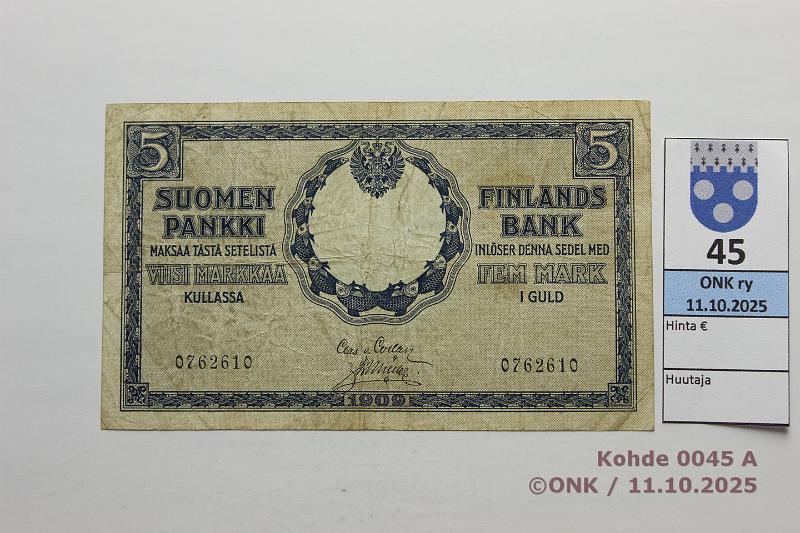 5 5
SUOMEN
PANKKI
MAKSAA TÄSTÄ SETELISTÄ
VIISI MARKKAA
KULLASSA
FINLANDS
BANK
INLÖSER DENNA SEDEL MED
FEM MARK
I GULD
0762610
0762610
1909
45
ONK ry
11.10.2025
Hinta €
Huutaja
Kohde 0045 A
©ONK / 11.10.2025